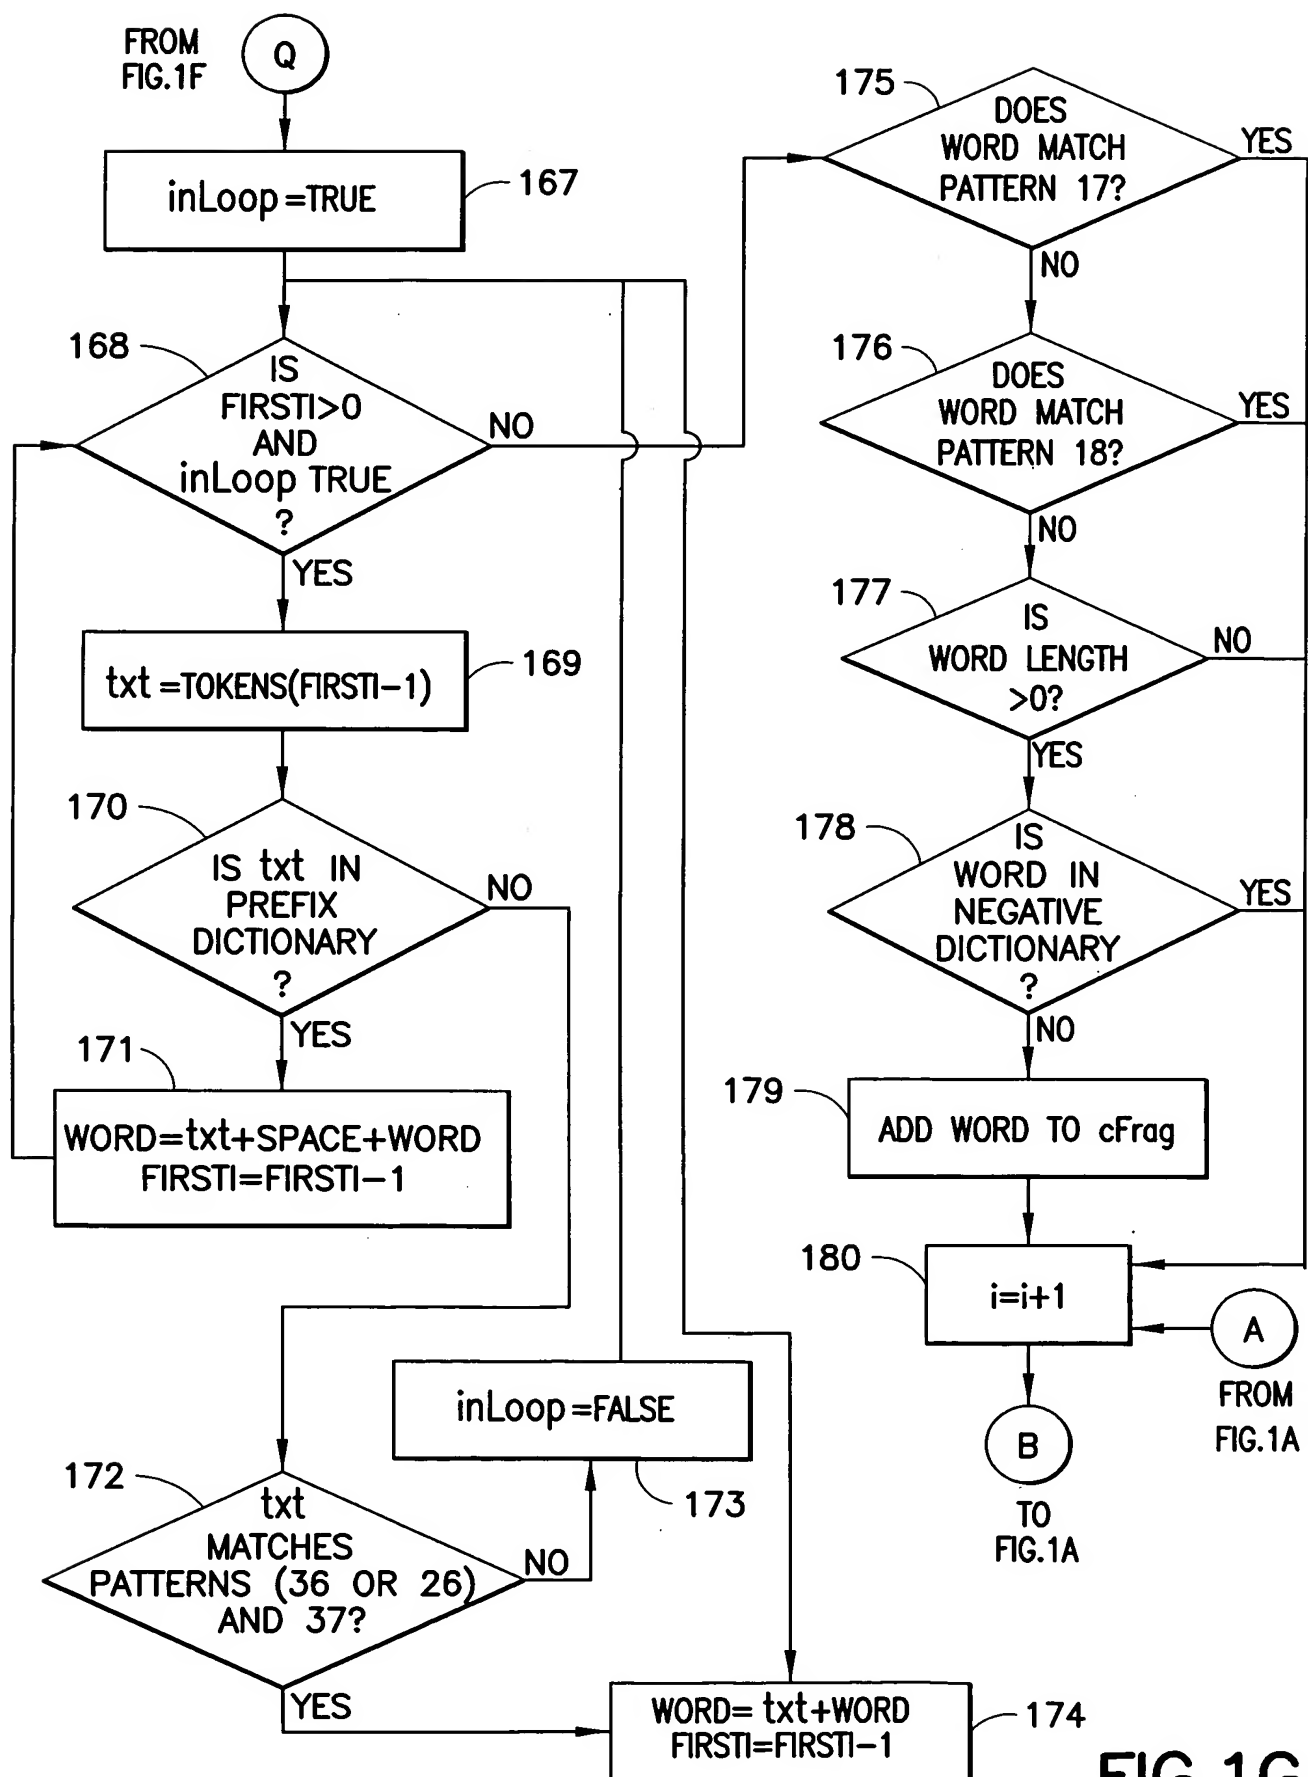 FROM
FIG.1F
Q
inLoop=TRUE
167
168
IS
FIRSTI>0
AND
inLoop TRUE
?
NO
YES
txt=TOKENS(FIRSTI-1)
169
170
IS txt IN
PREFIX
DICTIONARY
?
NO
YES
171
WORD=txt+SPACE+WORD
FIRSTI=FIRSTI-1
inLoop=FALSE
173
172
txt
MATCHES
PATTERNS (36 OR 26)
AND 37?
NO
YES
WORD= txt+WORD
FIRSTI=FIRSTI-1
174
175
DOES
WORD MATCH
PATTERN 17?
YES
NO
176
DOES
WORD MATCH
PATTERN 18?
YES
NO
177
IS
WORD LENGTH
>0?
NO
YES
178
IS
WORD IN
NEGATIVE
DICTIONARY
?
YES
NO
179
ADD WORD TO cFrag
180
i=i+1
A
FROM
FIG.1A
B
TO
FIG.1A
FIG.1G